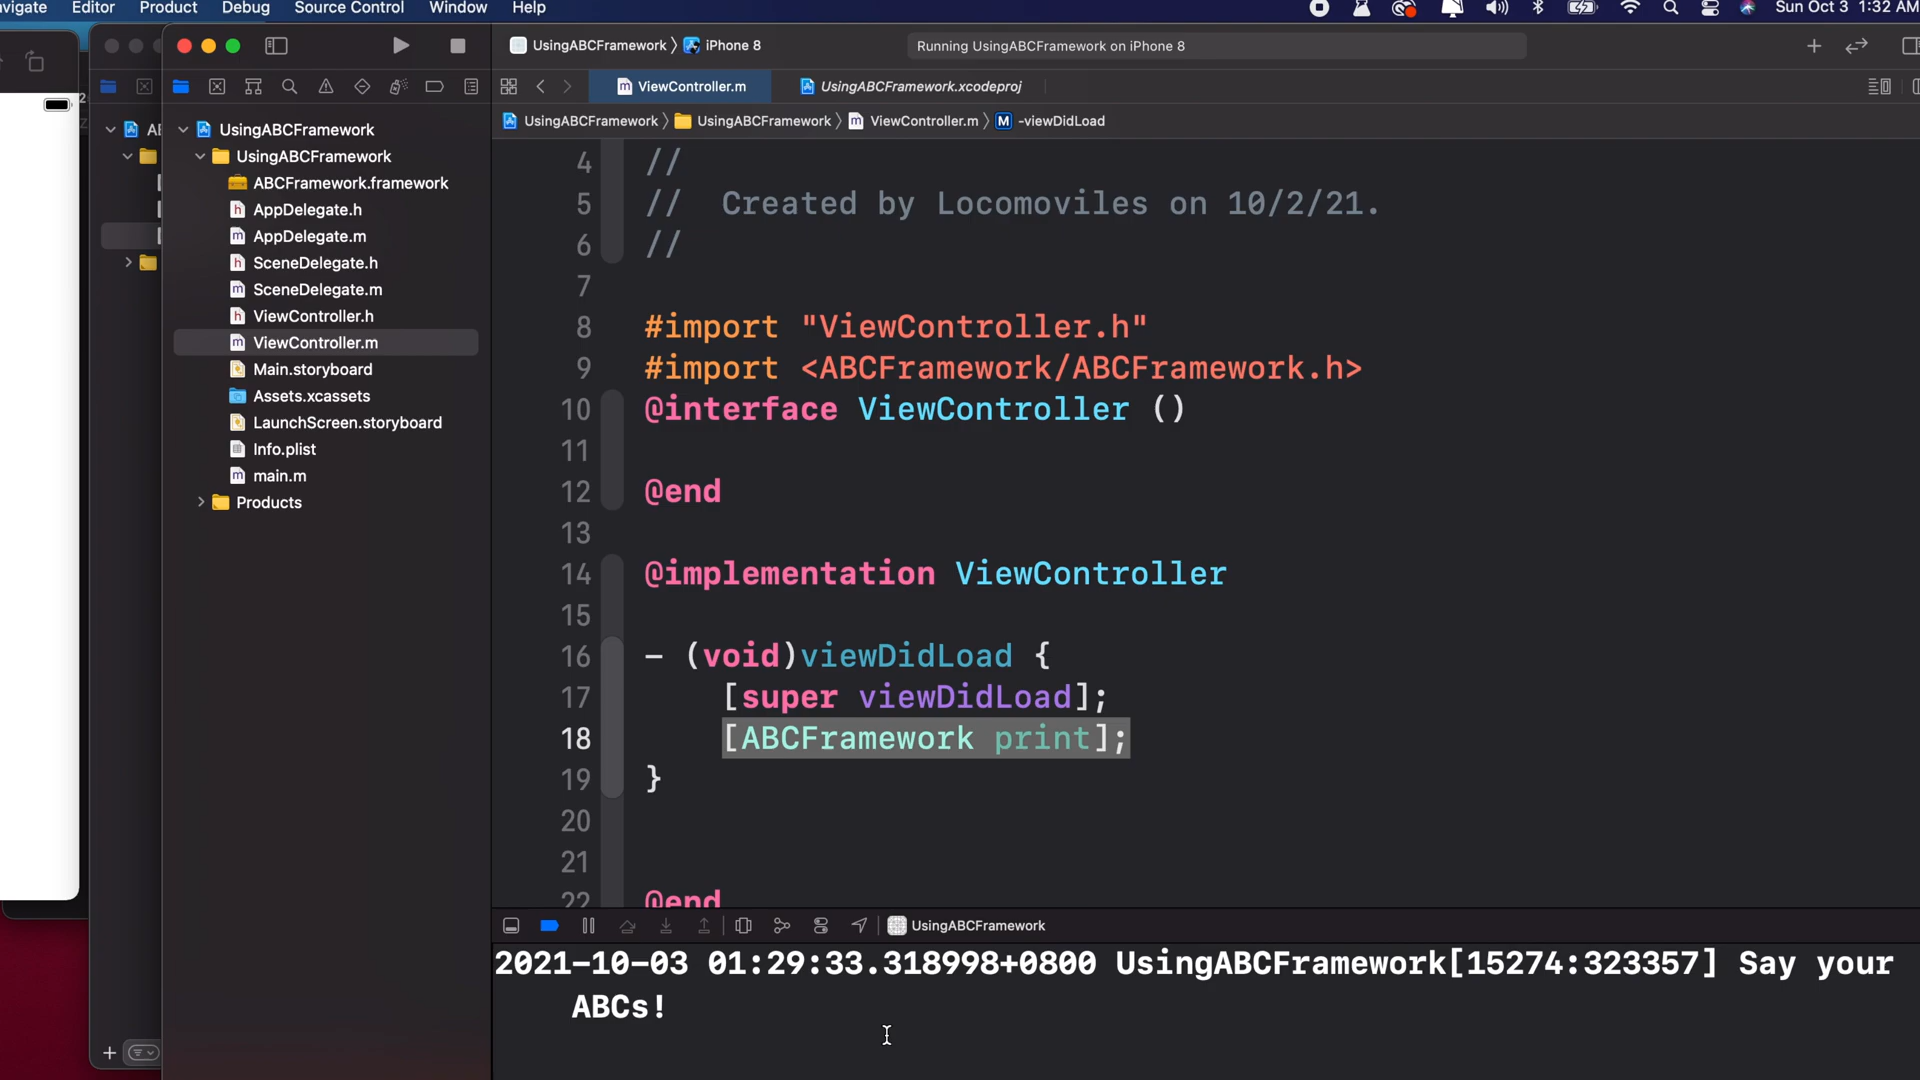 Editor Product Debug Source Control Window Help Sun Oct 3 1:32 AM
UsingABCFramework iPhone 8
Running UsingABCFramework on iPhone 8
ViewController.m
UsingABCFramework.xcodeproj
UsingABCFramework UsingABCFramework ViewController.m M -viewDidLoad
UsingABCFramework
UsingABCFramework
ABCFramework.framework
h AppDelegate.h
m AppDelegate.m
h SceneDelegate.h
m SceneDelegate.m
h ViewController.h
m ViewController.m
Main.storyboard
Assets.xcassets
LaunchScreen.storyboard
Info.plist
m main.m
Products
4 //
5 // Created by Locomoviles on 10/2/21.
6 //
7
8 #import "ViewController.h"
9 #import <ABCFramework/ABCFramework.h>
10 @interface ViewController ()
11
12 @end
13
14 @implementation ViewController
15
16 - (void)viewDidLoad {
17 [super viewDidLoad];
18 [ABCFramework print];
19 }
20
21
22 @end
UsingABCFramework
2021-10-03 01:29:33.318998+0800 UsingABCFramework[15274:323357] Say your
ABCs!